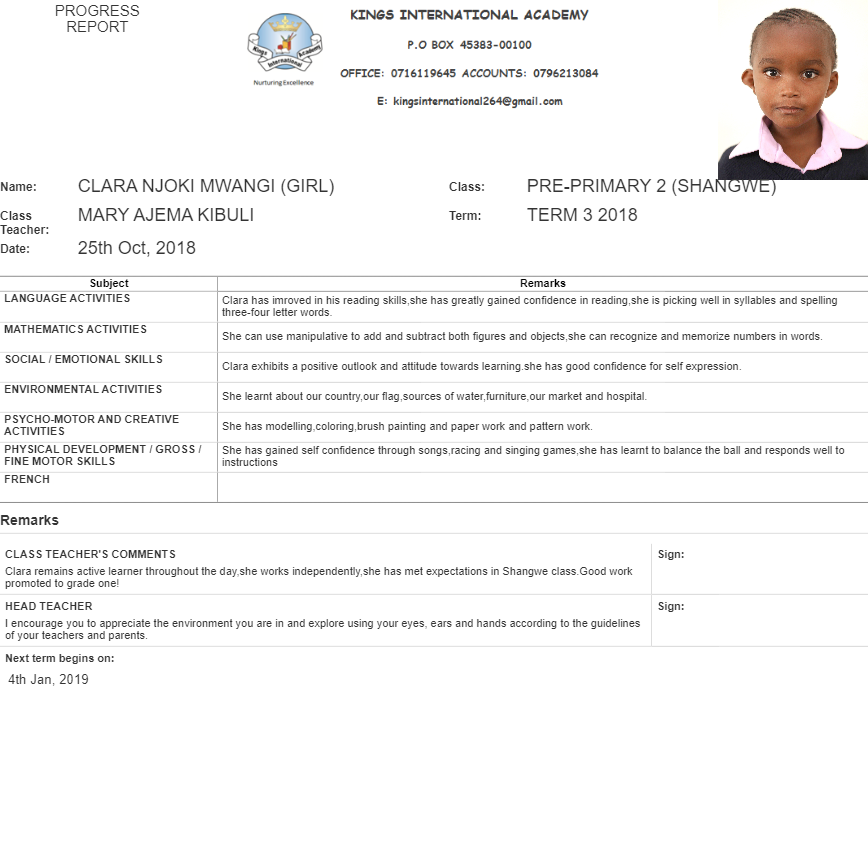 PROGRESS
REPORT
Kings International Academy
Nurturing Excellence
KINGS INTERNATIONAL ACADEMY
P.O BOX 45383-00100
OFFICE: 0716119645 ACCOUNTS: 0796213084
E: kingsinternational264@gmail.com
Name: CLARA NJOKI MWANGI (GIRL) Class: PRE-PRIMARY 2 (SHANGWE)
Class Teacher: MARY AJEMA KIBULI Term: TERM 3 2018
Date: 25th Oct, 2018
Subject Remarks
LANGUAGE ACTIVITIES
Clara has imroved in his reading skills,she has greatly gained confidence in reading,she is picking well in syllables and spelling
three-four letter words.
MATHEMATICS ACTIVITIES
She can use manipulative to add and subtract both figures and objects,she can recognize and memorize numbers in words.
SOCIAL / EMOTIONAL SKILLS
Clara exhibits a positive outlook and attitude towards learning.she has good confidence for self expression.
ENVIRONMENTAL ACTIVITIES
She learnt about our country,our flag,sources of water,furniture,our market and hospital.
PSYCHO-MOTOR AND CREATIVE
ACTIVITIES
She has modelling,coloring,brush painting and paper work and pattern work.
PHYSICAL DEVELOPMENT / GROSS /
FINE MOTOR SKILLS
She has gained self confidence through songs,racing and singing games,she has learnt to balance the ball and responds well to
instructions
FRENCH
Remarks
CLASS TEACHER'S COMMENTS
Clara remains active learner throughout the day,she works independently,she has met expectations in Shangwe class.Good work
promoted to grade one!
Sign:
HEAD TEACHER
I encourage you to appreciate the environment you are in and explore using your eyes, ears and hands according to the guidelines
of your teachers and parents.
Sign:
Next term begins on:
4th Jan, 2019